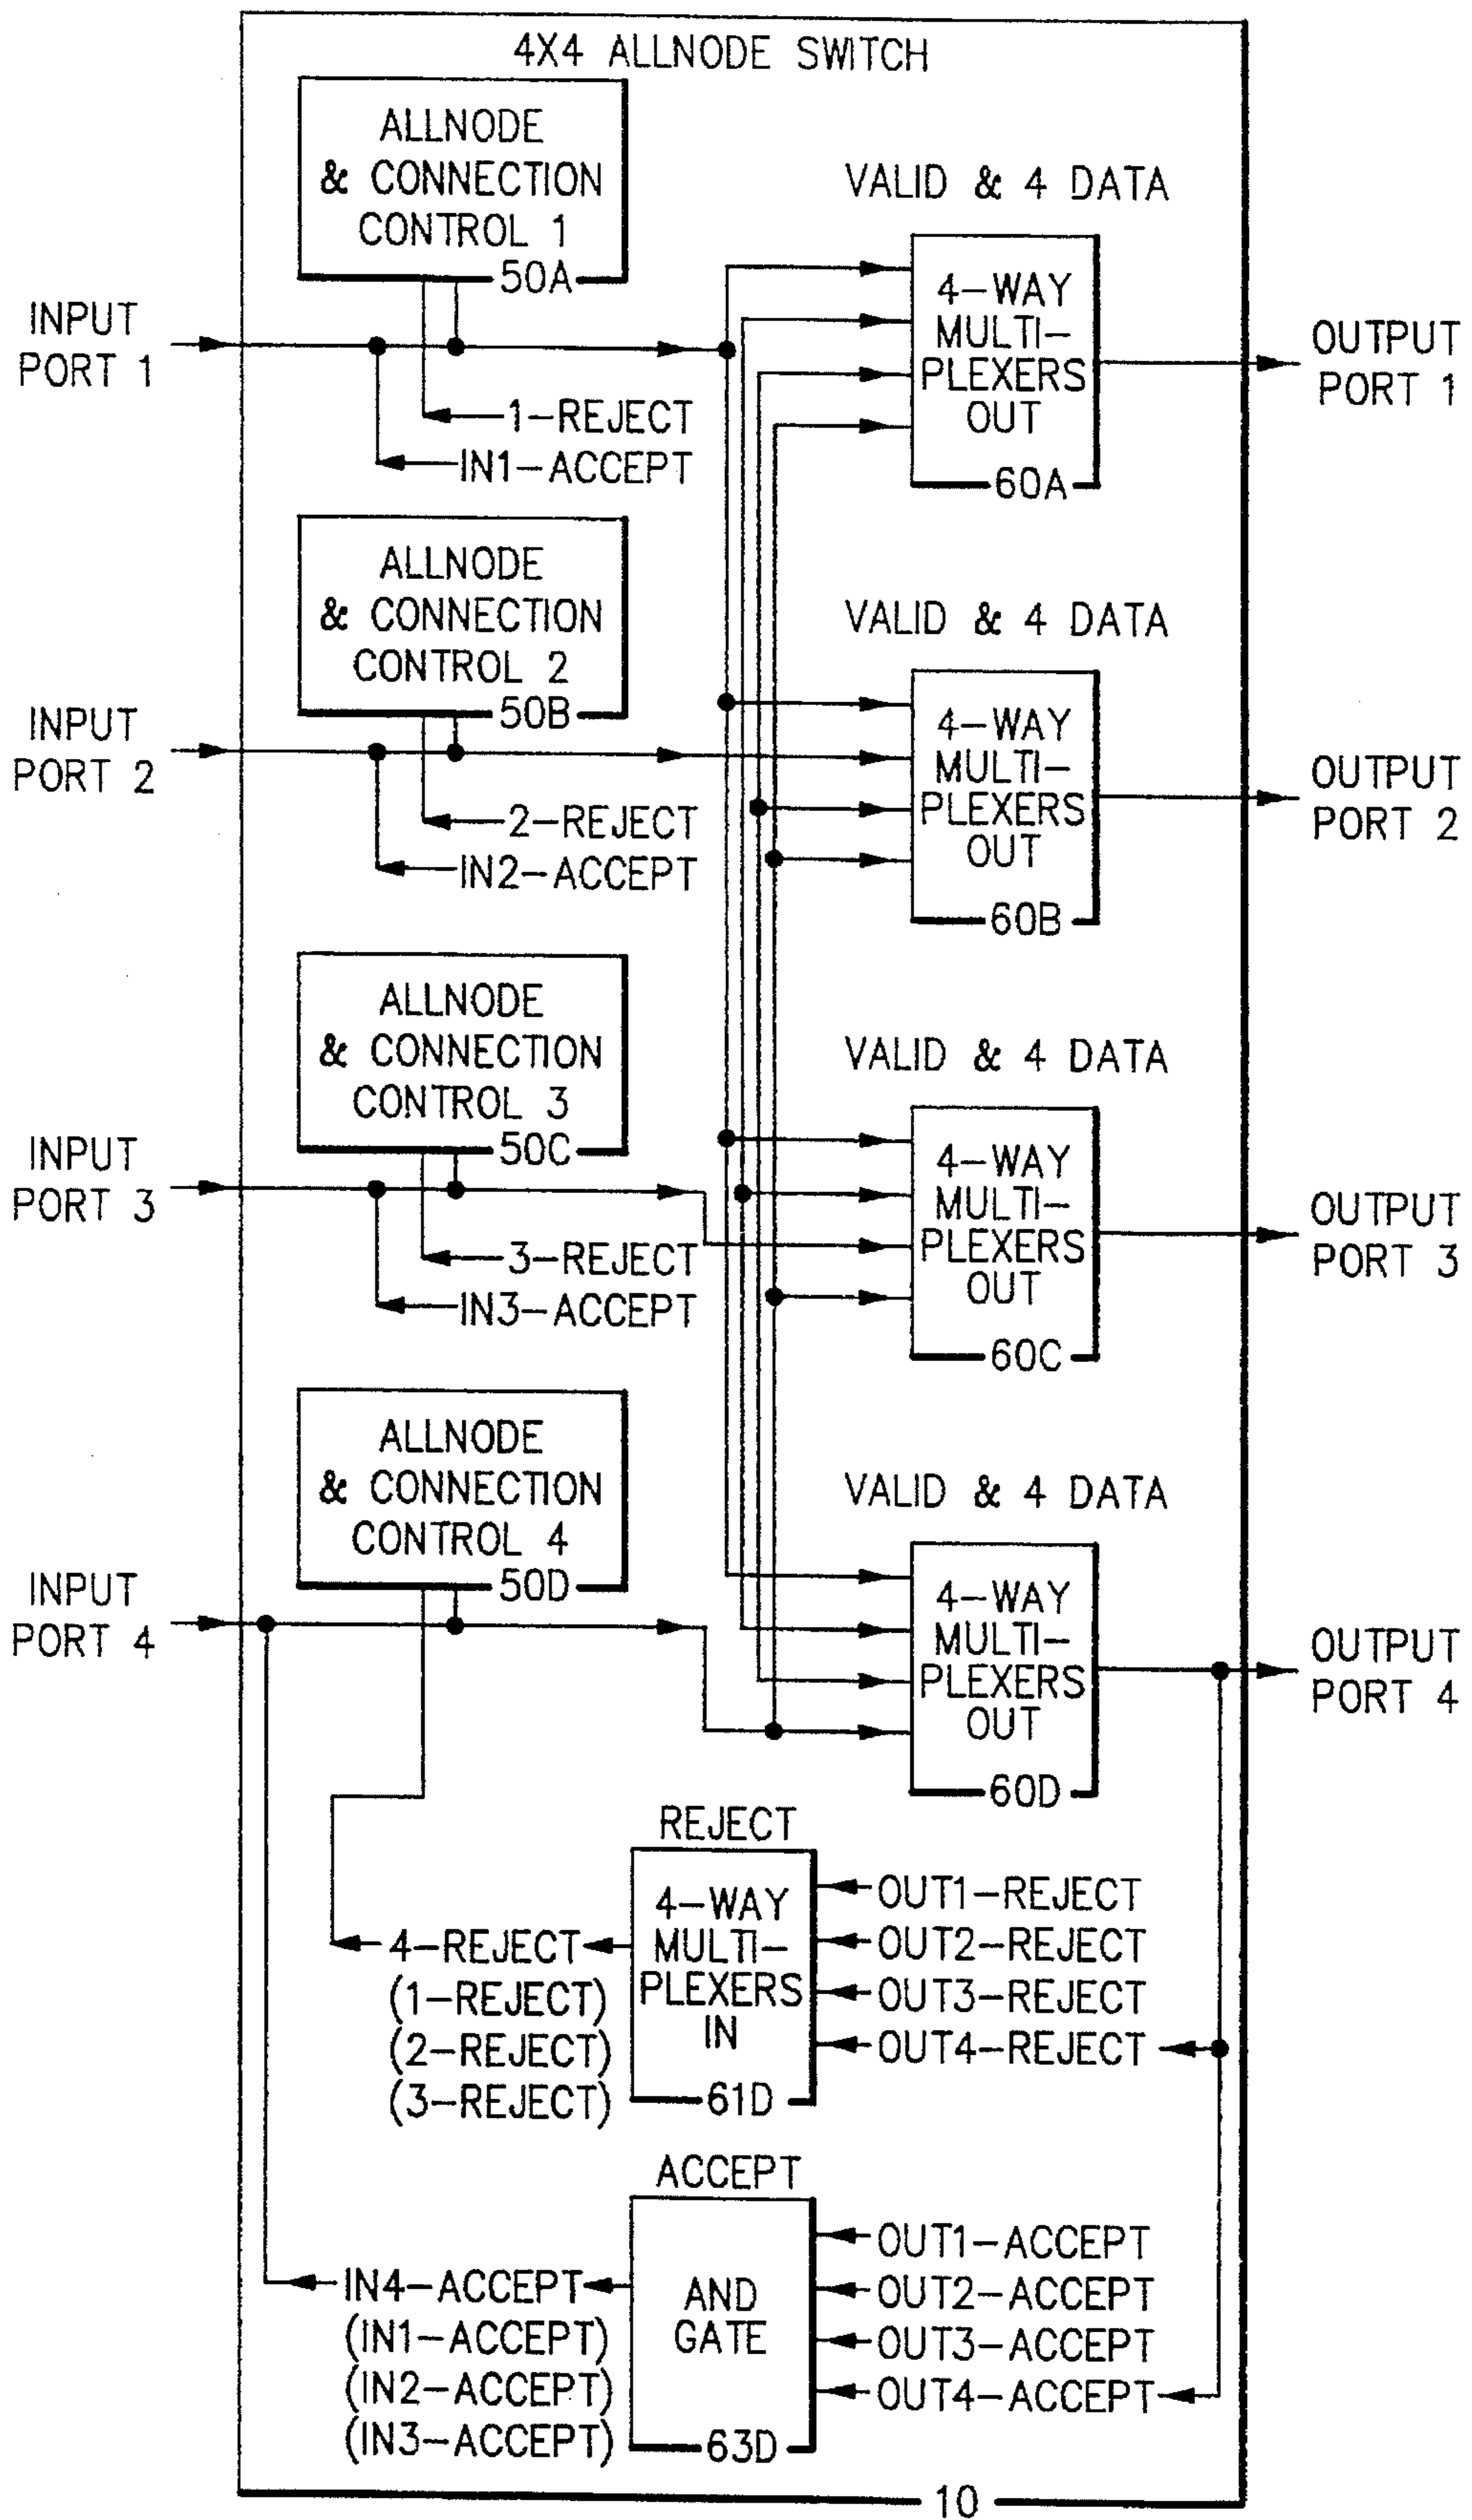 4X4 ALLNODE SWITCH
ALLNODE
& CONNECTION
CONTROL 1
50A
VALID & 4 DATA
4-WAY
MULTI-
PLEXERS
OUT
60A
INPUT
PORT 1
OUTPUT
PORT 1
1-REJECT
IN1-ACCEPT
ALLNODE
& CONNECTION
CONTROL 2
50B
VALID & 4 DATA
4-WAY
MULTI-
PLEXERS
OUT
60B
INPUT
PORT 2
OUTPUT
PORT 2
2-REJECT
IN2-ACCEPT
ALLNODE
& CONNECTION
CONTROL 3
50C
VALID & 4 DATA
4-WAY
MULTI-
PLEXERS
OUT
60C
INPUT
PORT 3
OUTPUT
PORT 3
3-REJECT
IN3-ACCEPT
ALLNODE
& CONNECTION
CONTROL 4
50D
VALID & 4 DATA
4-WAY
MULTI-
PLEXERS
OUT
60D
INPUT
PORT 4
OUTPUT
PORT 4
REJECT
4-WAY
MULTI-
PLEXERS
IN
61D
4-REJECT
(1-REJECT)
(2-REJECT)
(3-REJECT)
OUT1-REJECT
OUT2-REJECT
OUT3-REJECT
OUT4-REJECT
ACCEPT
AND
GATE
63D
IN4-ACCEPT
(IN1-ACCEPT)
(IN2-ACCEPT)
(IN3-ACCEPT)
OUT1-ACCEPT
OUT2-ACCEPT
OUT3-ACCEPT
OUT4-ACCEPT
10